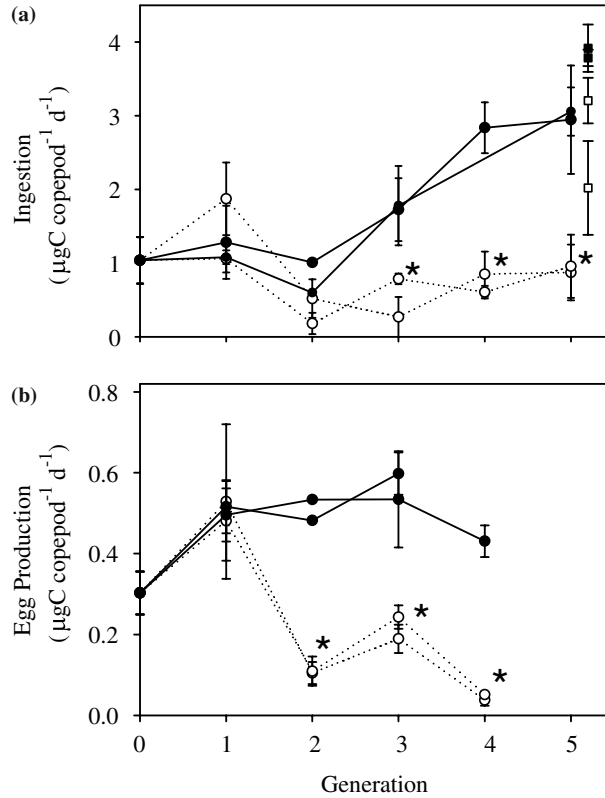 (a)
4
3
2
1
0
Ingestion
(µgC copepod⁻¹ d⁻¹)
*
*
*
(b)
0.8
0.6
0.4
0.2
0.0
Egg Production
(µgC copepod⁻¹ d⁻¹)
*
*
*
0 1 2 3 4 5
Generation